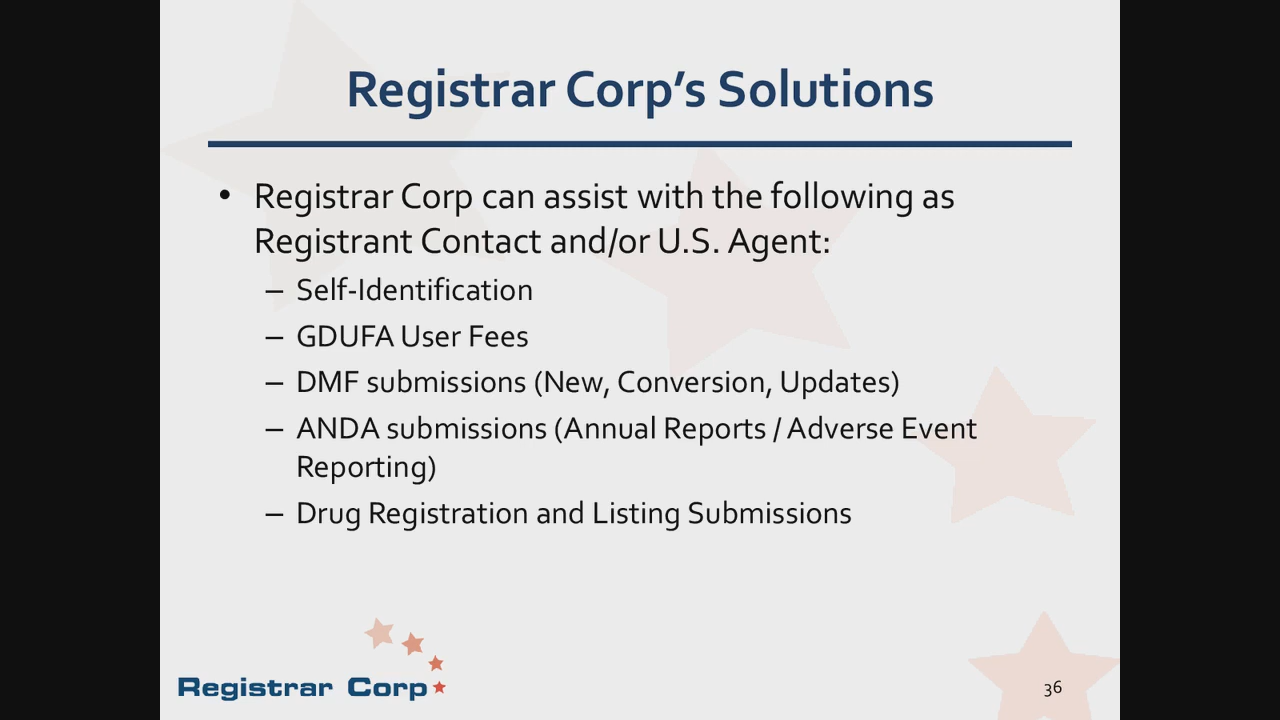 Registrar Corp’s Solutions
• Registrar Corp can assist with the following as
Registrant Contact and/or U.S. Agent:
– Self-Identification
– GDUFA User Fees
– DMF submissions (New, Conversion, Updates)
– ANDA submissions (Annual Reports / Adverse Event
Reporting)
– Drug Registration and Listing Submissions
Registrar Corp
36